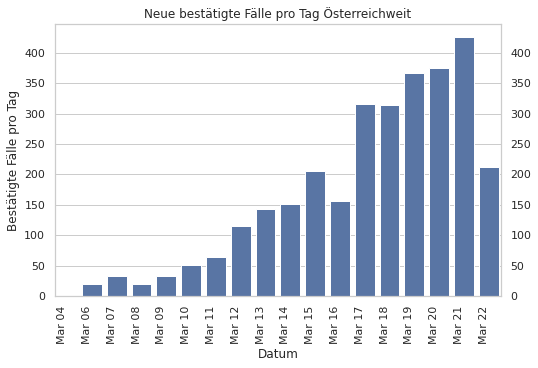 Neue bestätigte Fälle pro Tag Österreichweit
Bestätigte Fälle pro Tag
400
350
300
250
200
150
100
50
0
400
350
300
250
200
150
100
50
0
Mar 04
Mar 06
Mar 07
Mar 08
Mar 09
Mar 10
Mar 11
Mar 12
Mar 13
Mar 14
Mar 15
Mar 16
Mar 17
Mar 18
Mar 19
Mar 20
Mar 21
Mar 22
Datum